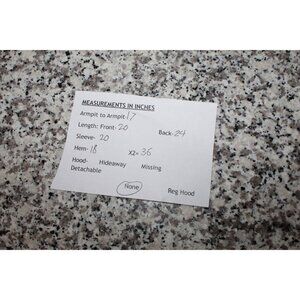 MEASUREMENTS IN INCHES
Armpit to Armpit- 17
Length: Front- 20 Back- 24
Sleeve- 20
Hem- 18 X2= 36
Hood- Hideaway Missing
Detachable
None Reg Hood